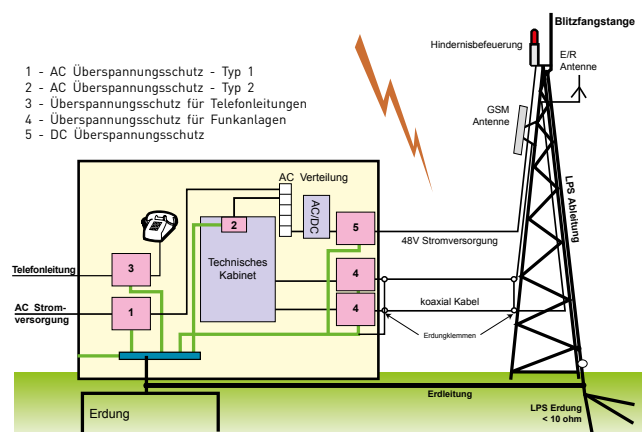 Blitzfangstange
Hindernisbefeuerung
E/R
Antenne
1 - AC Überspannungsschutz - Typ 1
2 - AC Überspannungsschutz - Typ 2
3 - Überspannungsschutz für Telefonleitungen
4 - Überspannungsschutz für Funkanlagen
5 - DC Überspannungsschutz
GSM
Antenne
AC Verteilung
LPS Ableitung
AC/DC
2
5
48V Stromversorgung
Technisches
Kabinet
Telefonleitung
3
4
AC Strom-
versorgung
1
4
koaxial Kabel
Erdungklemmen
Erdleitung
Erdung
LPS Erdung
< 10 ohm